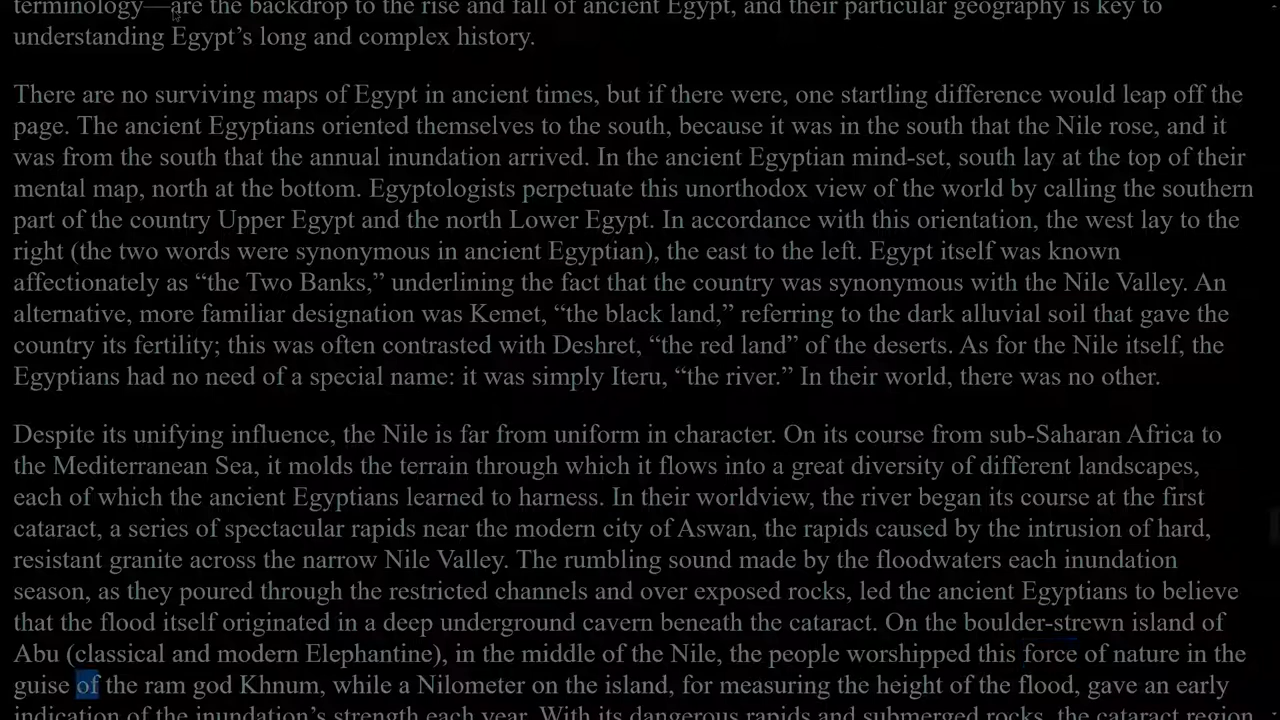 terminology—are the backdrop to the rise and fall of ancient Egypt, and their particular geography is key to
understanding Egypt’s long and complex history.
There are no surviving maps of Egypt in ancient times, but if there were, one startling difference would leap off the
page. The ancient Egyptians oriented themselves to the south, because it was in the south that the Nile rose, and it
was from the south that the annual inundation arrived. In the ancient Egyptian mind-set, south lay at the top of their
mental map, north at the bottom. Egyptologists perpetuate this unorthodox view of the world by calling the southern
part of the country Upper Egypt and the north Lower Egypt. In accordance with this orientation, the west lay to the
right (the two words were synonymous in ancient Egyptian), the east to the left. Egypt itself was known
affectionately as “the Two Banks,” underlining the fact that the country was synonymous with the Nile Valley. An
alternative, more familiar designation was Kemet, “the black land,” referring to the dark alluvial soil that gave the
country its fertility; this was often contrasted with Deshret, “the red land” of the deserts. As for the Nile itself, the
Egyptians had no need of a special name: it was simply Iteru, “the river.” In their world, there was no other.
Despite its unifying influence, the Nile is far from uniform in character. On its course from sub-Saharan Africa to
the Mediterranean Sea, it molds the terrain through which it flows into a great diversity of different landscapes,
each of which the ancient Egyptians learned to harness. In their worldview, the river began its course at the first
cataract, a series of spectacular rapids near the modern city of Aswan, the rapids caused by the intrusion of hard,
resistant granite across the narrow Nile Valley. The rumbling sound made by the floodwaters each inundation
season, as they poured through the restricted channels and over exposed rocks, led the ancient Egyptians to believe
that the flood itself originated in a deep underground cavern beneath the cataract. On the boulder-strewn island of
Abu (classical and modern Elephantine), in the middle of the Nile, the people worshipped this force of nature in the
guise of the ram god Khnum, while a Nilometer on the island, for measuring the height of the flood, gave an early
indication of the inundation’s strength each year. With its dangerous rapids and submerged rocks, the cataract region